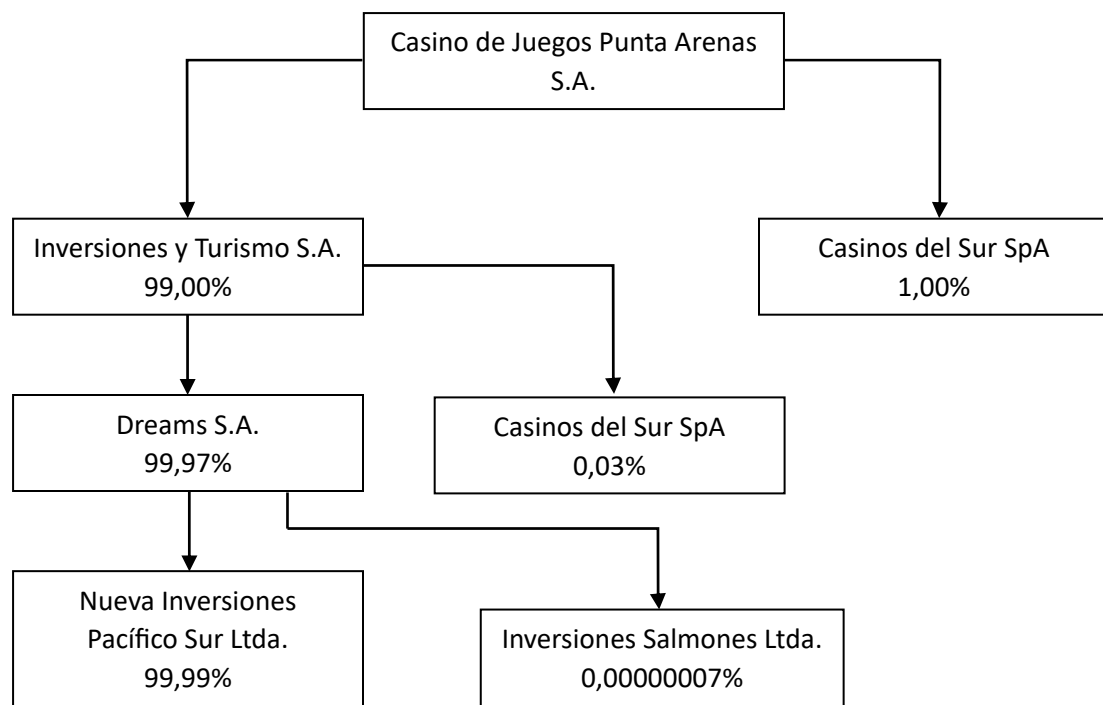 Casino de Juegos Punta Arenas
S.A.
Inversiones y Turismo S.A.
99,00%
Casinos del Sur SpA
1,00%
Dreams S.A.
99,97%
Casinos del Sur SpA
0,03%
Nueva Inversiones
Pacífico Sur Ltda.
99,99%
Inversiones Salmones Ltda.
0,00000007%